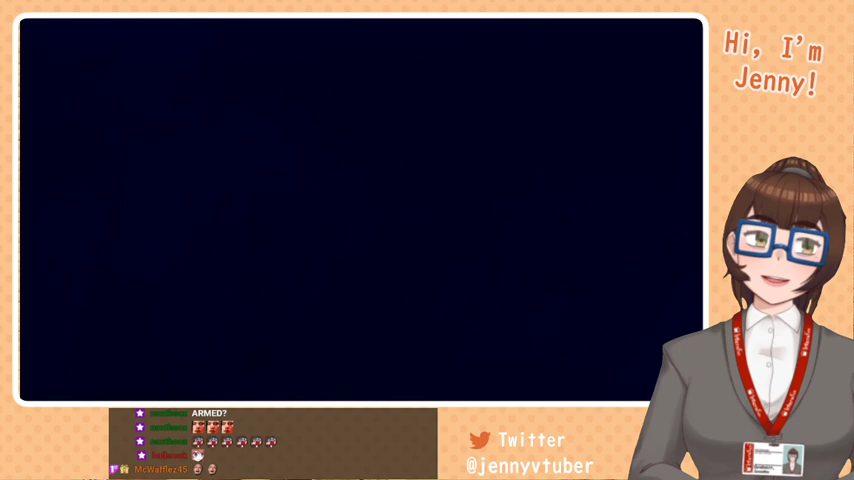 Hi, I'm
Jenny!
ARMED?
McWafflez45
Twitter
@jennyvtuber